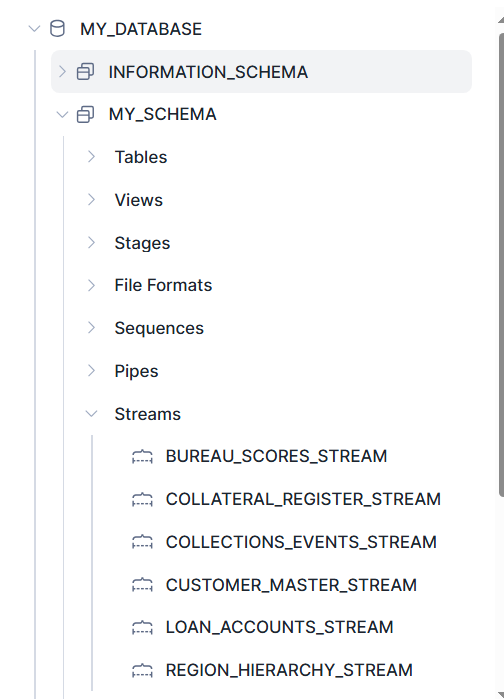 MY_DATABASE
INFORMATION_SCHEMA
MY_SCHEMA
Tables
Views
Stages
File Formats
Sequences
Pipes
Streams
BUREAU_SCORES_STREAM
COLLATERAL_REGISTER_STREAM
COLLECTIONS_EVENTS_STREAM
CUSTOMER_MASTER_STREAM
LOAN_ACCOUNTS_STREAM
REGION_HIERARCHY_STREAM